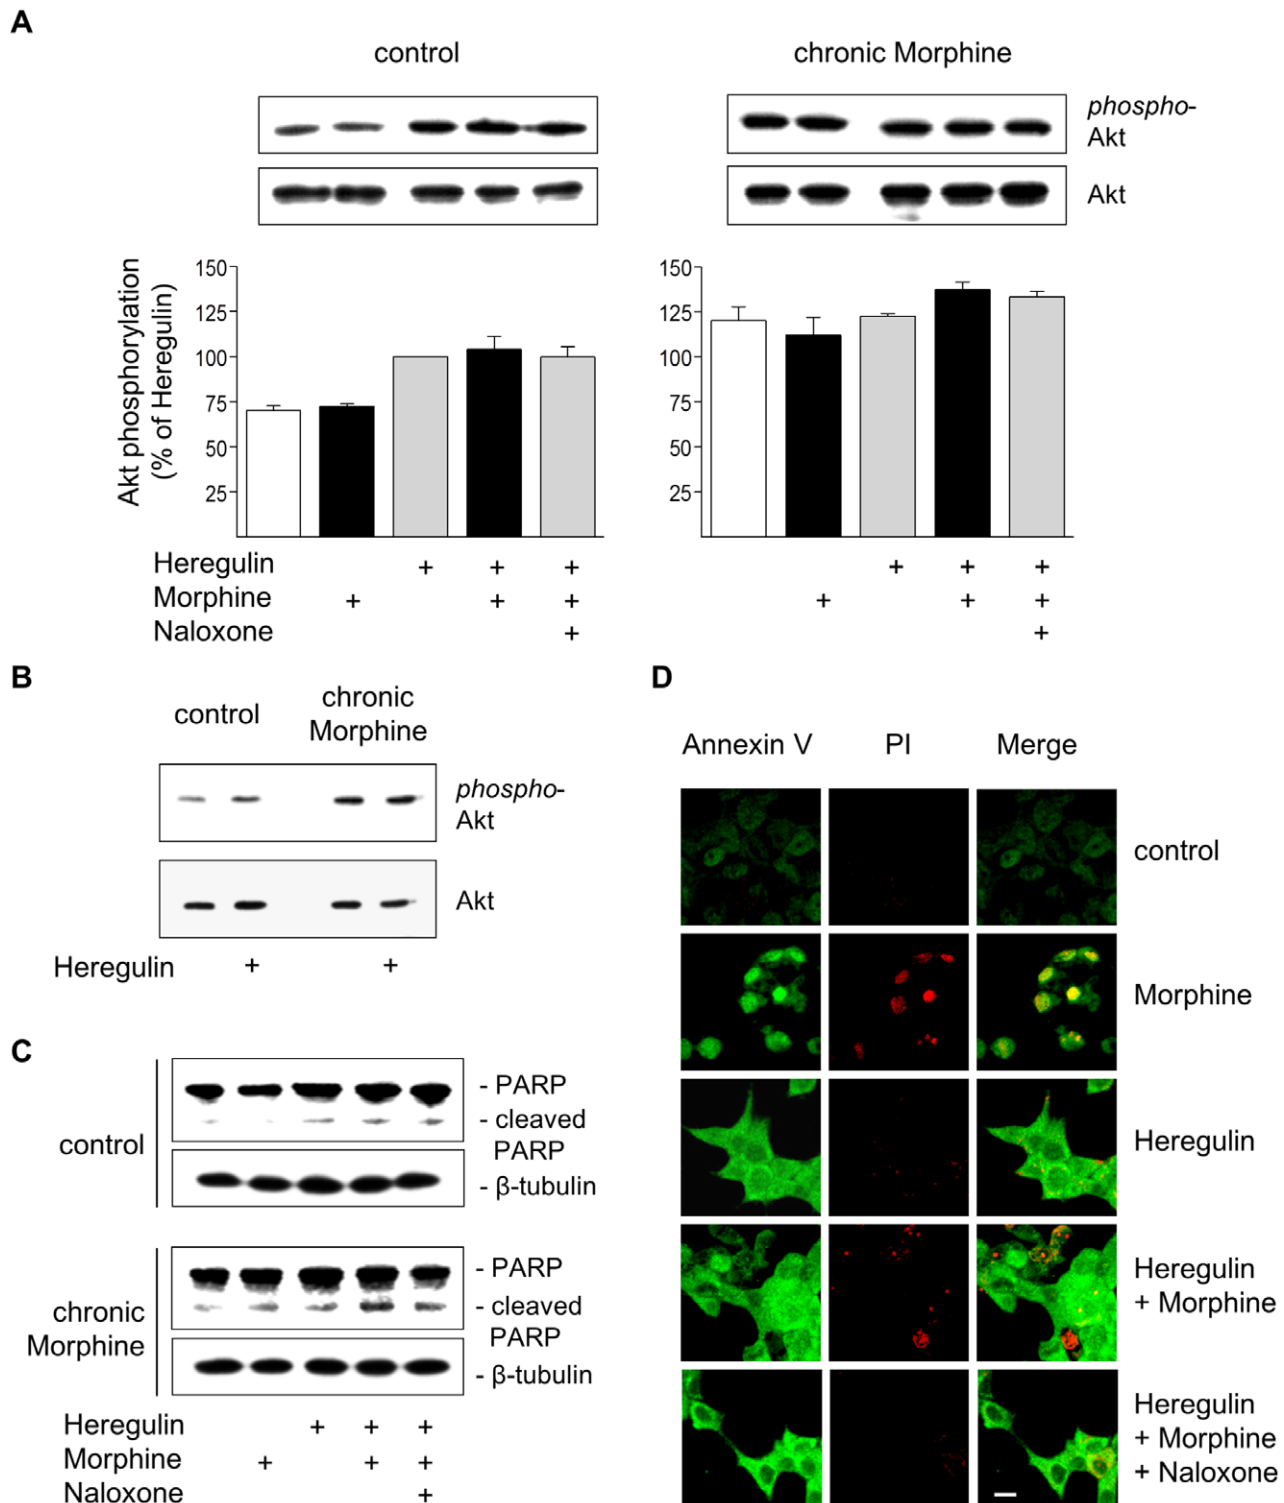 A
control
chronic Morphine
phospho-
Akt
Akt
Akt phosphorylation
(% of Heregulin)
150
125
100
75
50
25
150
125
100
75
50
25
Heregulin + + + + + +
Morphine + + + + + +
Naloxone + +
B
control
chronic
Morphine
phospho-
Akt
Akt
Heregulin + +
C
control
- PARP
- cleaved
PARP
- β-tubulin
chronic
Morphine
- PARP
- cleaved
PARP
- β-tubulin
Heregulin + + +
Morphine + + +
Naloxone +
D
Annexin V PI Merge
control
Morphine
Heregulin
Heregulin
+ Morphine
Heregulin
+ Morphine
+ Naloxone